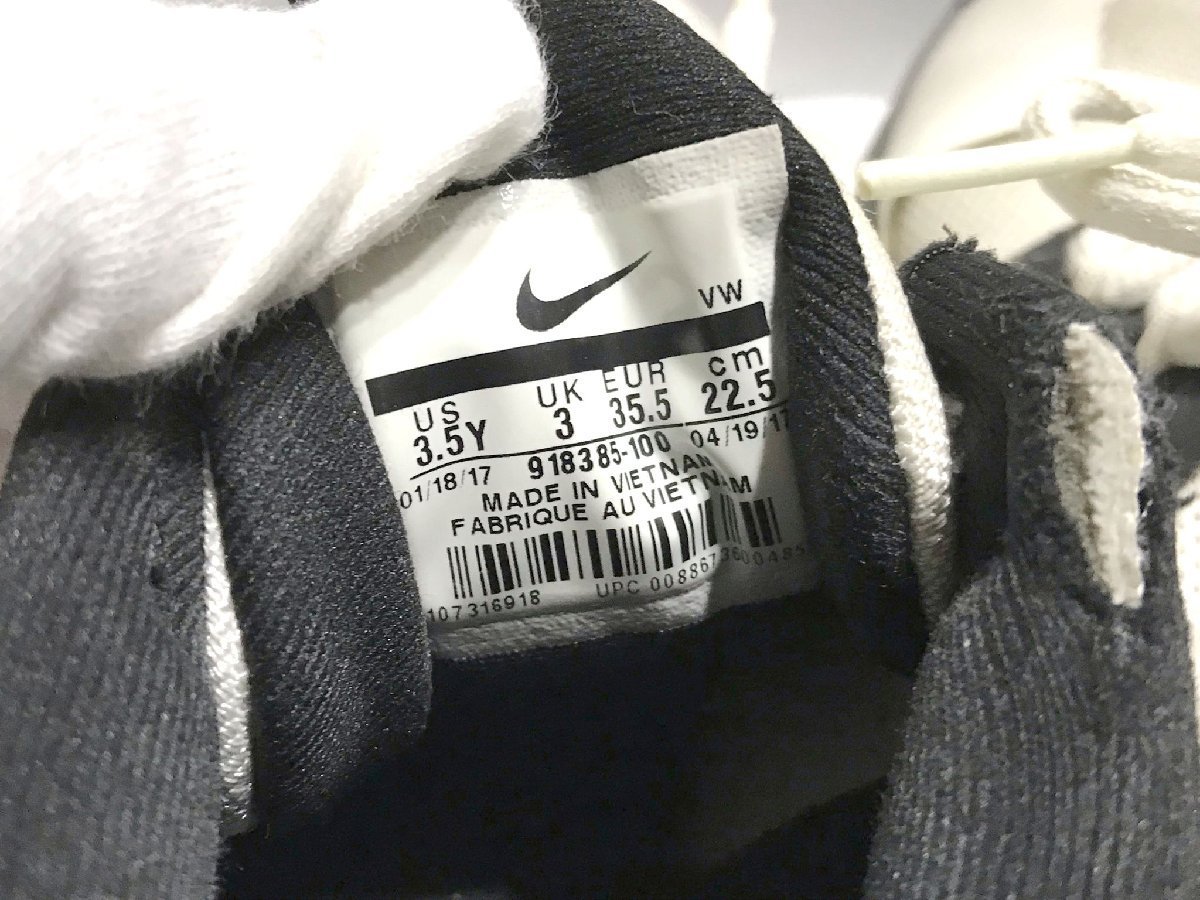 VW
US UK EUR cm
3.5Y 3 35.5 22.5
01/18/17 918385-100 04/19/17
MADE IN VIETNAM
FABRIQUE AU VIETNAM
107316918 UPC 00886736004